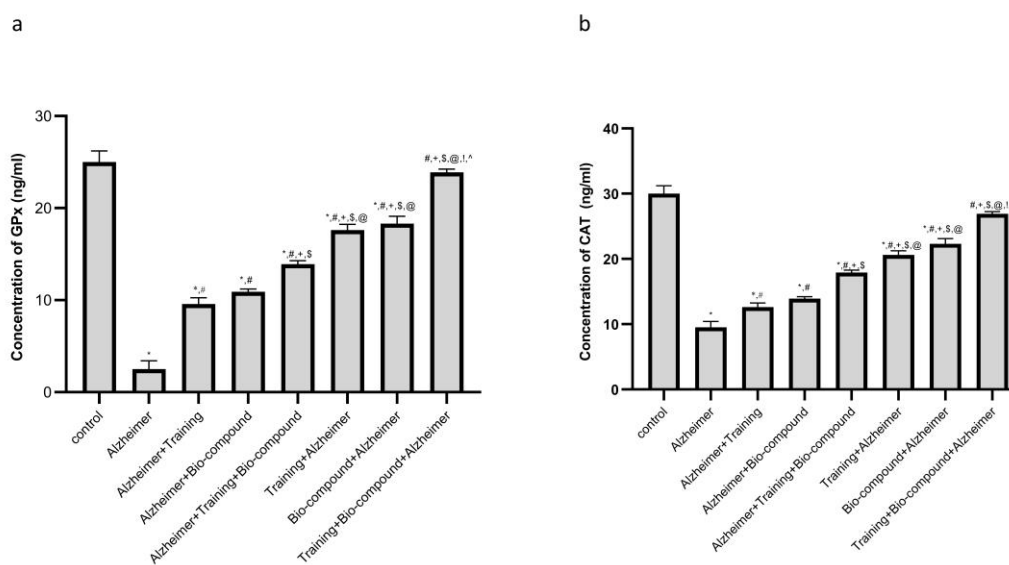 a
b
Concentration of GPx (ng/ml)
30
20
10
0
*
*,#
*,#
*,#,+,$
*,#,+,$,@
*,#,+,$,@
#,+,$,@,!,^
control
Alzheimer
Alzheimer+Training
Alzheimer+Bio-compound
Alzheimer+Training+Bio-compound
Training+Alzheimer
Bio-compound+Alzheimer
Training+Bio-compound+Alzheimer
Concentration of CAT (ng/ml)
40
30
20
10
0
*
*,#
*,#
*,#,+,$
*,#,+,$,@
*,#,+,$,@
#,+,$,@,!
control
Alzheimer
Alzheimer+Training
Alzheimer+Bio-compound
Alzheimer+Training+Bio-compound
Training+Alzheimer
Bio-compound+Alzheimer
Training+Bio-compound+Alzheimer